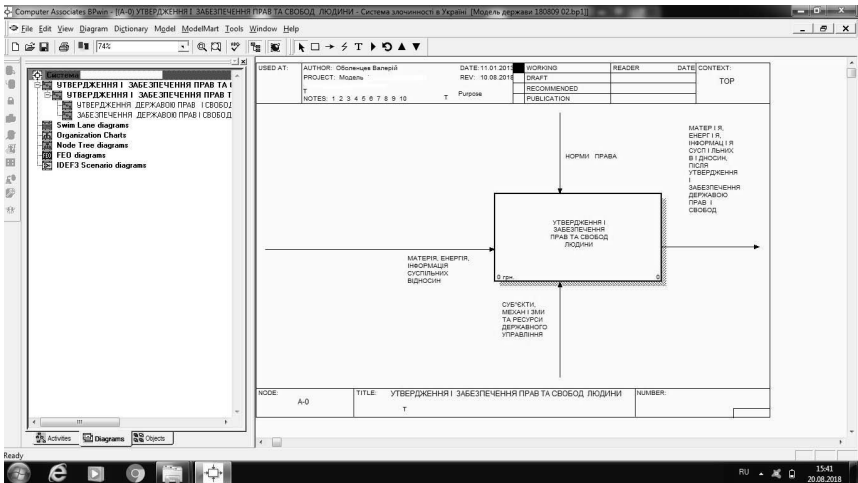 Computer Associates BPwin - [(A-0) УТВЕРДЖЕННЯ І ЗАБЕЗПЕЧЕННЯ ПРАВ ТА СВОБОД ЛЮДИНИ - Система злочинності в Україні [Модель держави 180809 02.bp1]]
File Edit View Diagram Dictionary Model ModelMart Tools Window Help
74%
Система
УТВЕРДЖЕННЯ І ЗАБЕЗПЕЧЕННЯ ПРАВ ТА І
УТВЕРДЖЕННЯ І ЗАБЕЗПЕЧЕННЯ ПРАВ Т
УТВЕРДЖЕННЯ ДЕРЖАВОЮ ПРАВ І СВОБОД
ЗАБЕЗПЕЧЕННЯ ДЕРЖАВОЮ ПРАВ І СВОБОД
Swim Lane diagrams
Organization Charts
Node Tree diagrams
FEO diagrams
IDEF3 Scenario diagrams
Activities Diagrams Objects
USED AT:
AUTHOR: Оболенцев Валерій
DATE: 11.01.2013
PROJECT: Модель
REV: 10.08.2018
Т
NOTES: 1 2 3 4 5 6 7 8 9 10
Т
Purpose
WORKING
DRAFT
RECOMMENDED
PUBLICATION
READER
DATE
CONTEXT:
TOP
НОРМИ ПРАВА
МАТЕР І Я,
ЕНЕРГ І Я,
ІНФОРМАЦ І Я
СУСП І ЛЬНИХ
В І ДНОСИН,
ПІСЛЯ
УТВЕРДЖЕННЯ
І
ЗАБЕЗПЕЧЕННЯ
ДЕРЖАВОЮ
ПРАВ І
СВОБОД
УТВЕРДЖЕННЯ І
ЗАБЕЗПЕЧЕННЯ
ПРАВ ТА СВОБОД
ЛЮДИНИ
0 грн.
0
МАТЕРІЯ, ЕНЕРГІЯ,
ІНФОРМАЦІЯ
СУСПІЛЬНИХ
ВІДНОСИН
СУБ'ЄКТИ,
МЕХАН І ЗМИ
ТА РЕСУРСИ
ДЕРЖАВНОГО
УПРАВЛІННЯ
NODE:
A-0
TITLE:
УТВЕРДЖЕННЯ І ЗАБЕЗПЕЧЕННЯ ПРАВ ТА СВОБОД ЛЮДИНИ
Т
NUMBER:
Ready
RU
15:41
20.08.2018